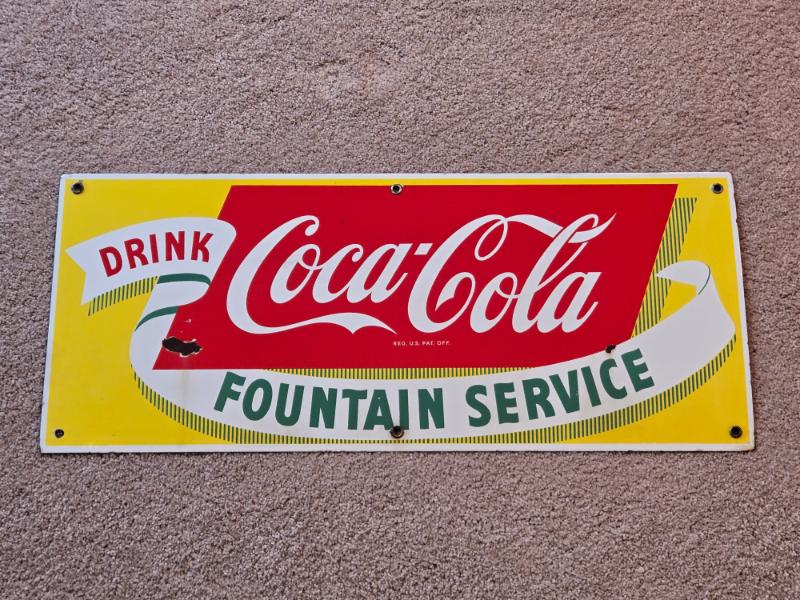 DRINK
Coca-Cola
REG. U.S. PAT. OFF.
FOUNTAIN SERVICE